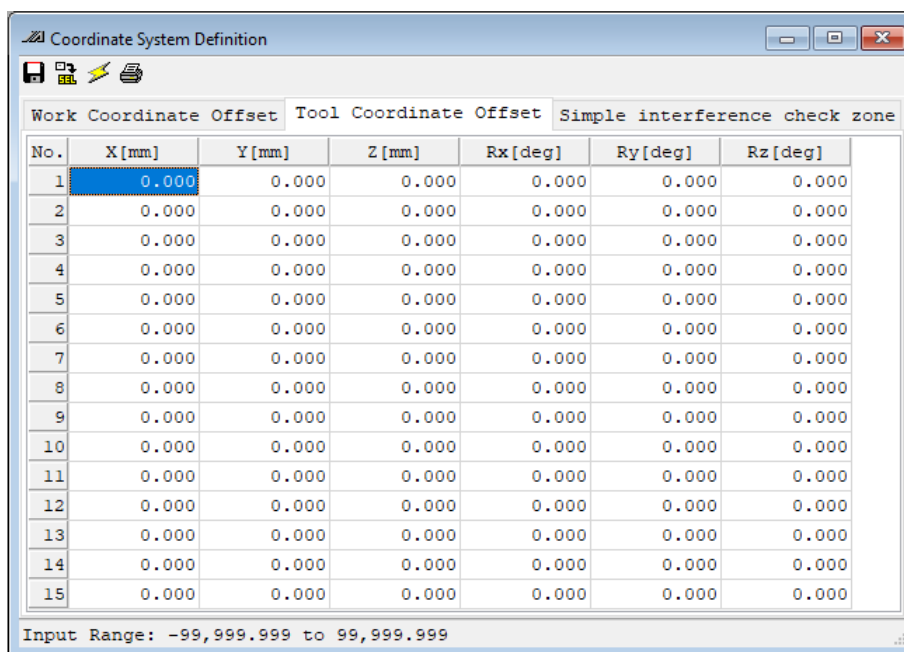 Coordinate System Definition
SEL
Work Coordinate Offset Tool Coordinate Offset Simple interference check zone
No. X[mm] Y[mm] Z[mm] Rx[deg] Ry[deg] Rz[deg]
1 0.000 0.000 0.000 0.000 0.000 0.000
2 0.000 0.000 0.000 0.000 0.000 0.000
3 0.000 0.000 0.000 0.000 0.000 0.000
4 0.000 0.000 0.000 0.000 0.000 0.000
5 0.000 0.000 0.000 0.000 0.000 0.000
6 0.000 0.000 0.000 0.000 0.000 0.000
7 0.000 0.000 0.000 0.000 0.000 0.000
8 0.000 0.000 0.000 0.000 0.000 0.000
9 0.000 0.000 0.000 0.000 0.000 0.000
10 0.000 0.000 0.000 0.000 0.000 0.000
11 0.000 0.000 0.000 0.000 0.000 0.000
12 0.000 0.000 0.000 0.000 0.000 0.000
13 0.000 0.000 0.000 0.000 0.000 0.000
14 0.000 0.000 0.000 0.000 0.000 0.000
15 0.000 0.000 0.000 0.000 0.000 0.000
Input Range: -99,999.999 to 99,999.999